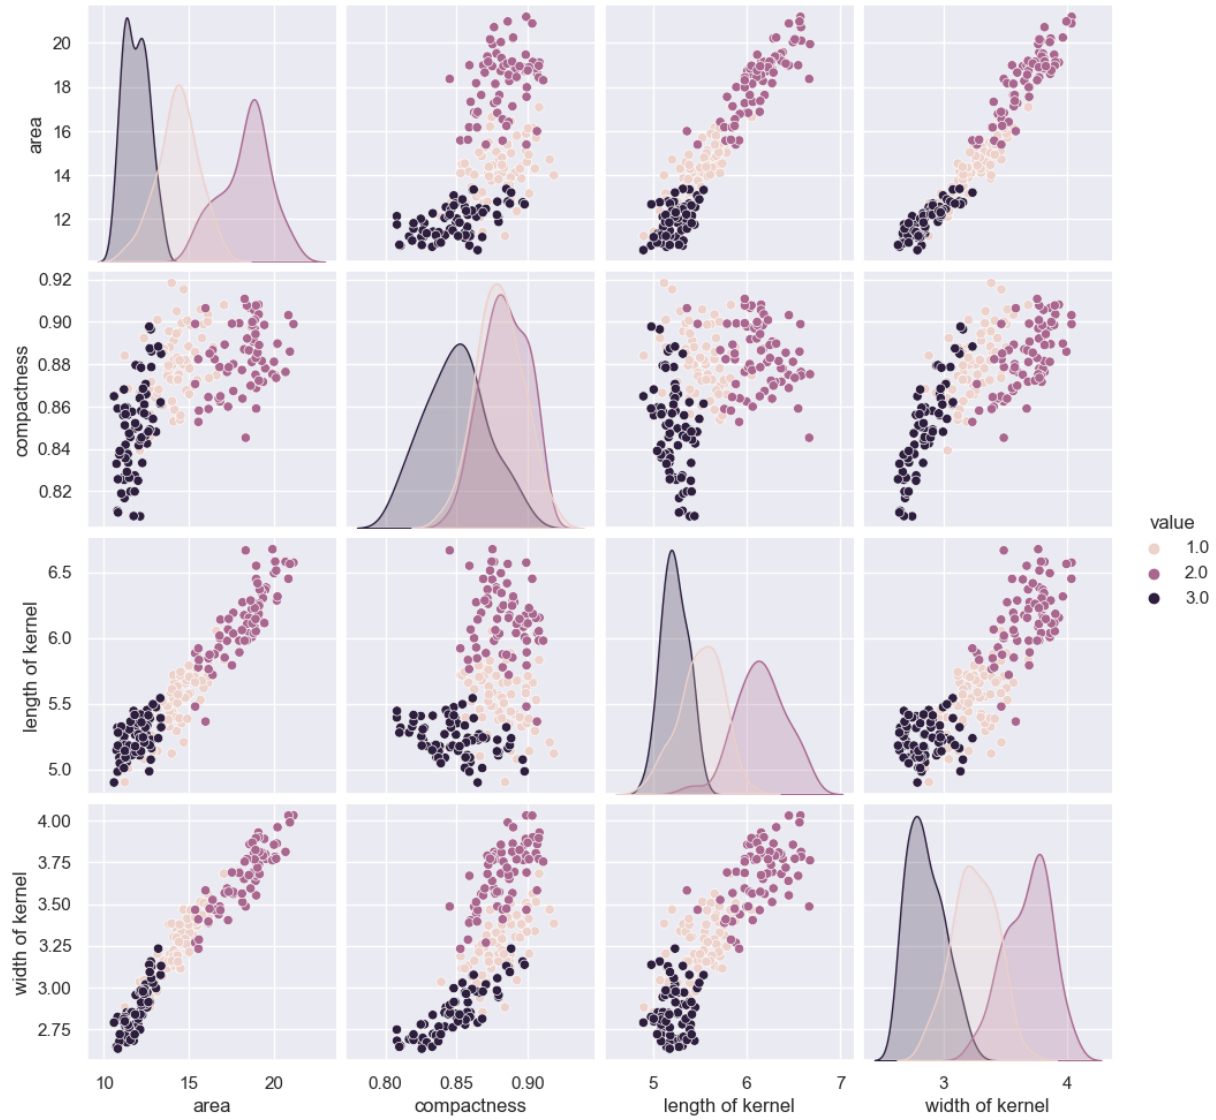 20
18
16
14
12
area
0.92
0.90
0.88
0.86
0.84
0.82
compactness
6.5
6.0
5.5
5.0
length of kernel
value
1.0
2.0
3.0
4.00
3.75
3.50
3.25
3.00
2.75
width of kernel
10 15 20
0.80 0.85 0.90
5 6 7
3 4
area
compactness
length of kernel
width of kernel